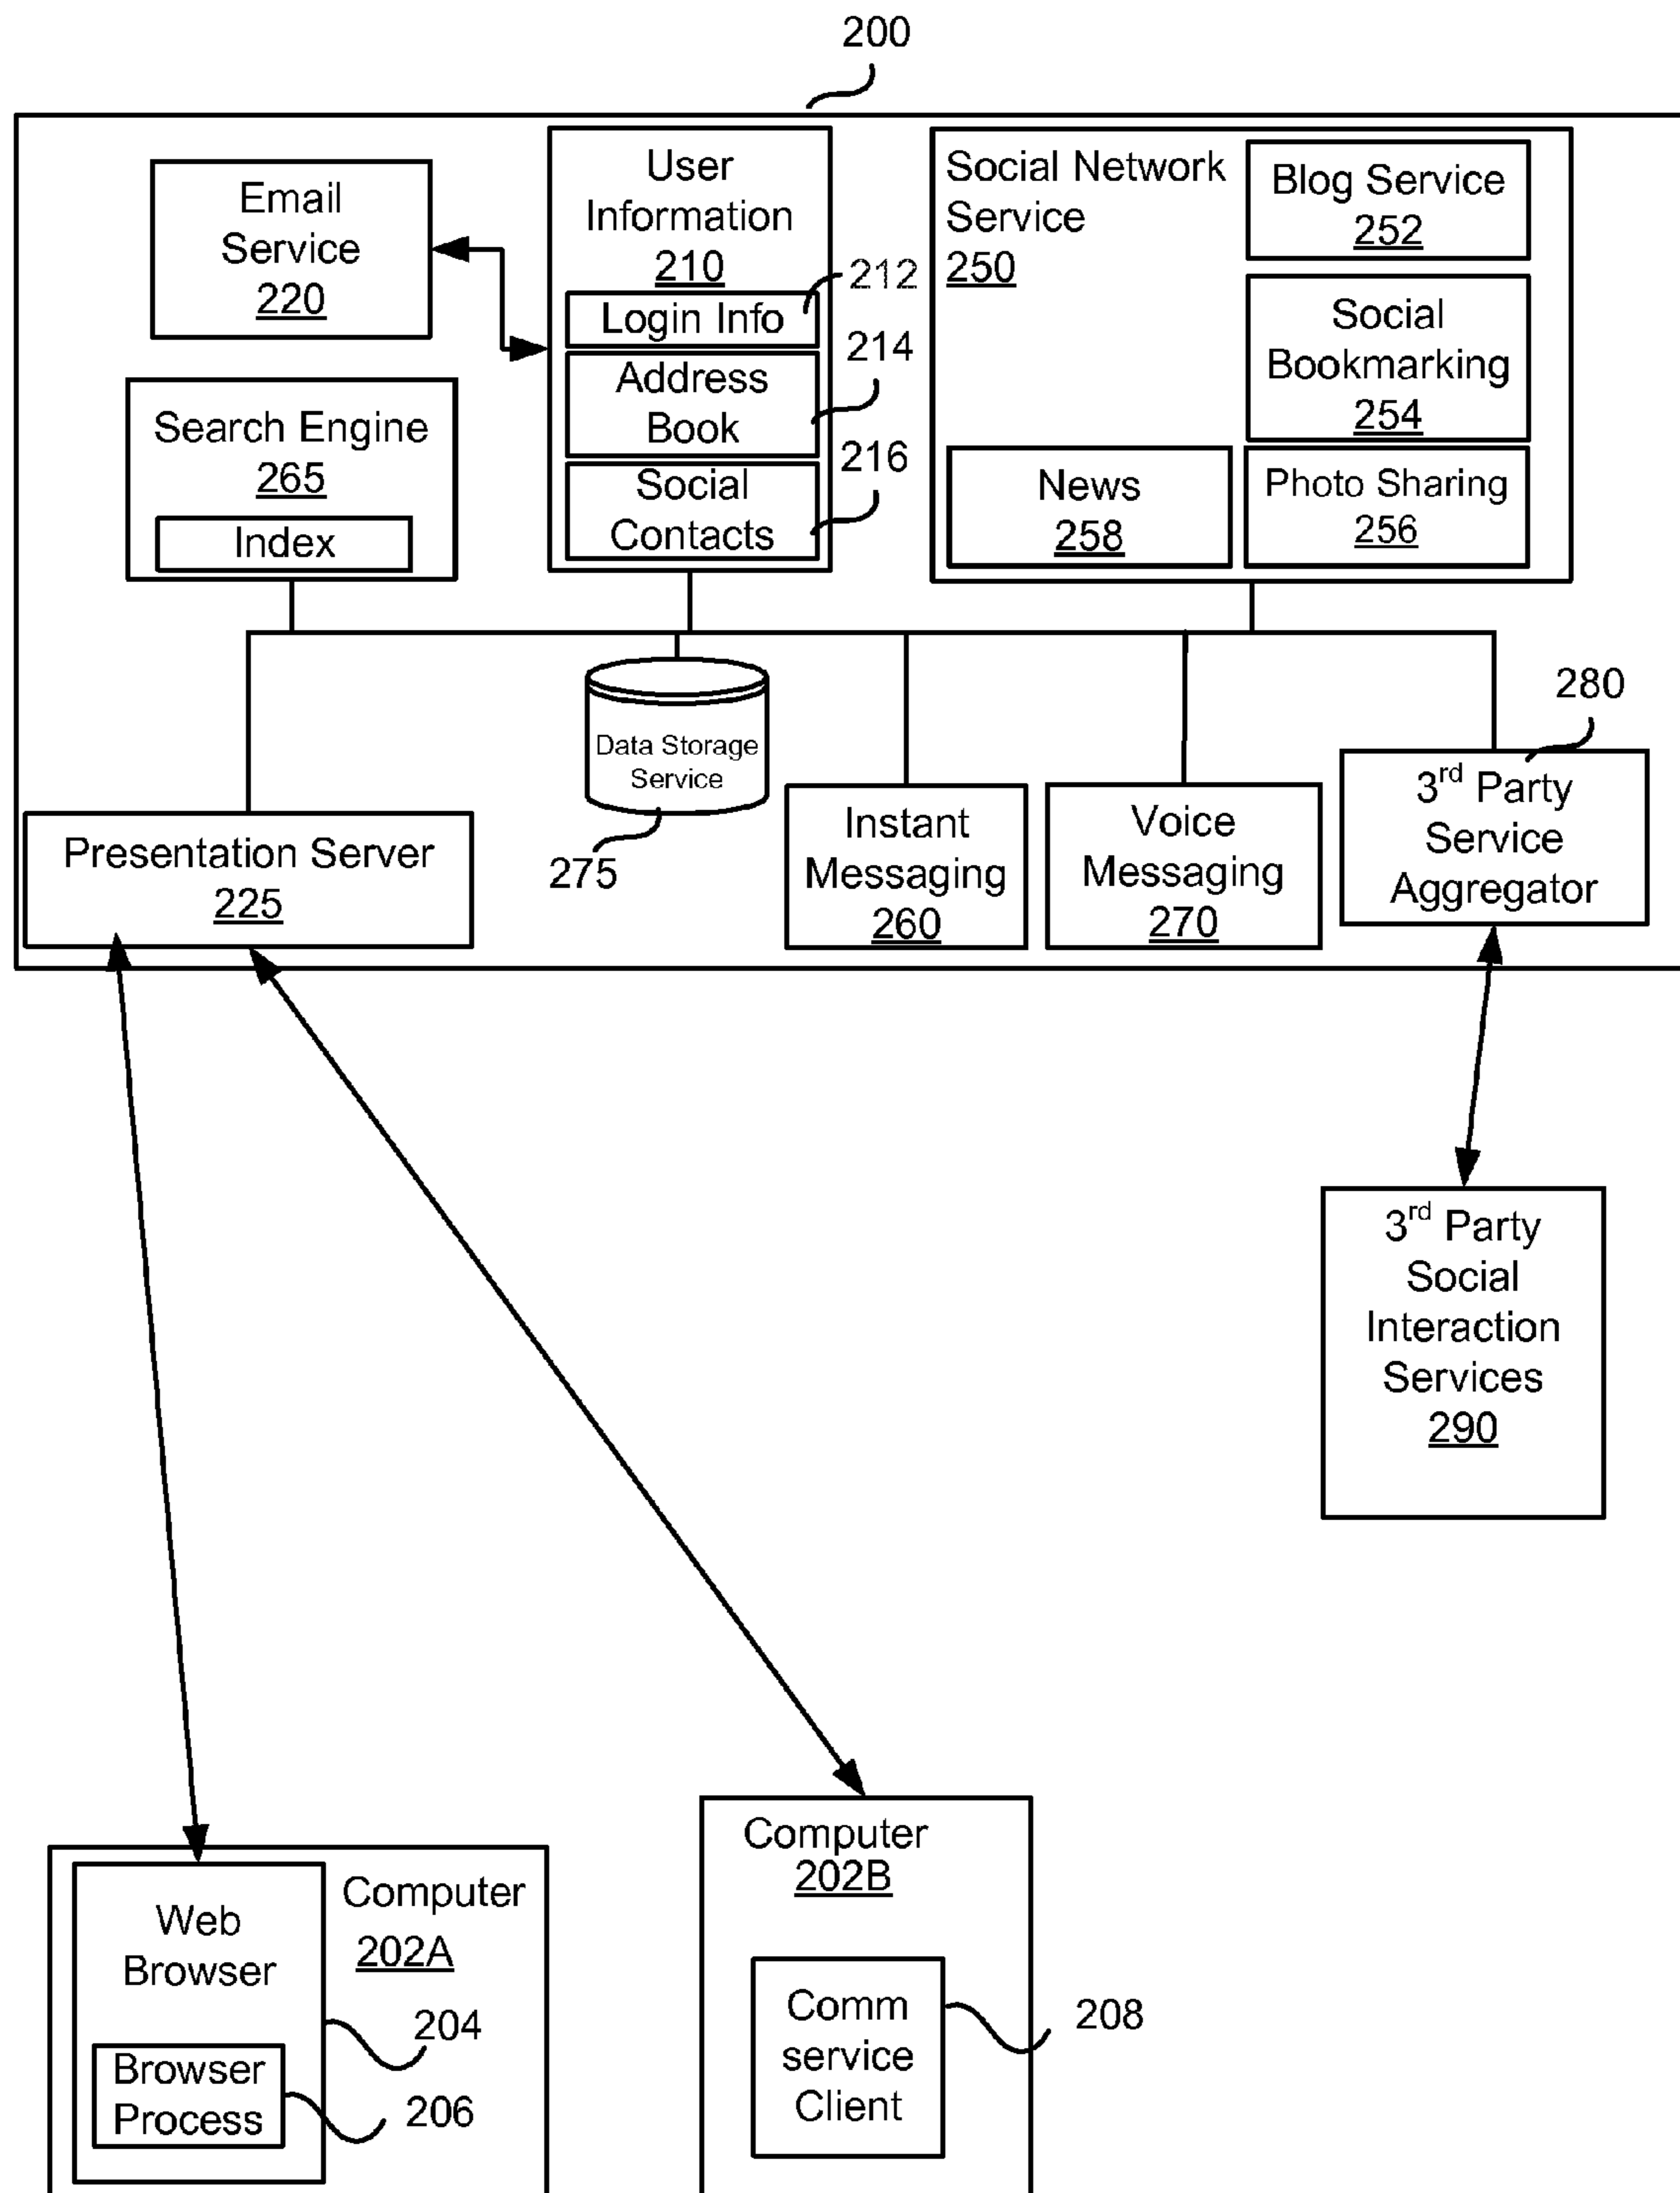 200
Email
Service
220
User
Information
210
Login Info
212
Address
Book
214
Social
Contacts
216
Search Engine
265
Index
Social Network
Service
250
Blog Service
252
Social
Bookmarking
254
News
258
Photo Sharing
256
Data Storage
Service
275
Presentation Server
225
Instant
Messaging
260
Voice
Messaging
270
280
3rd Party
Service
Aggregator
3rd Party
Social
Interaction
Services
290
Computer
202A
Web
Browser
204
Browser
Process
206
Computer
202B
Comm
service
Client
208